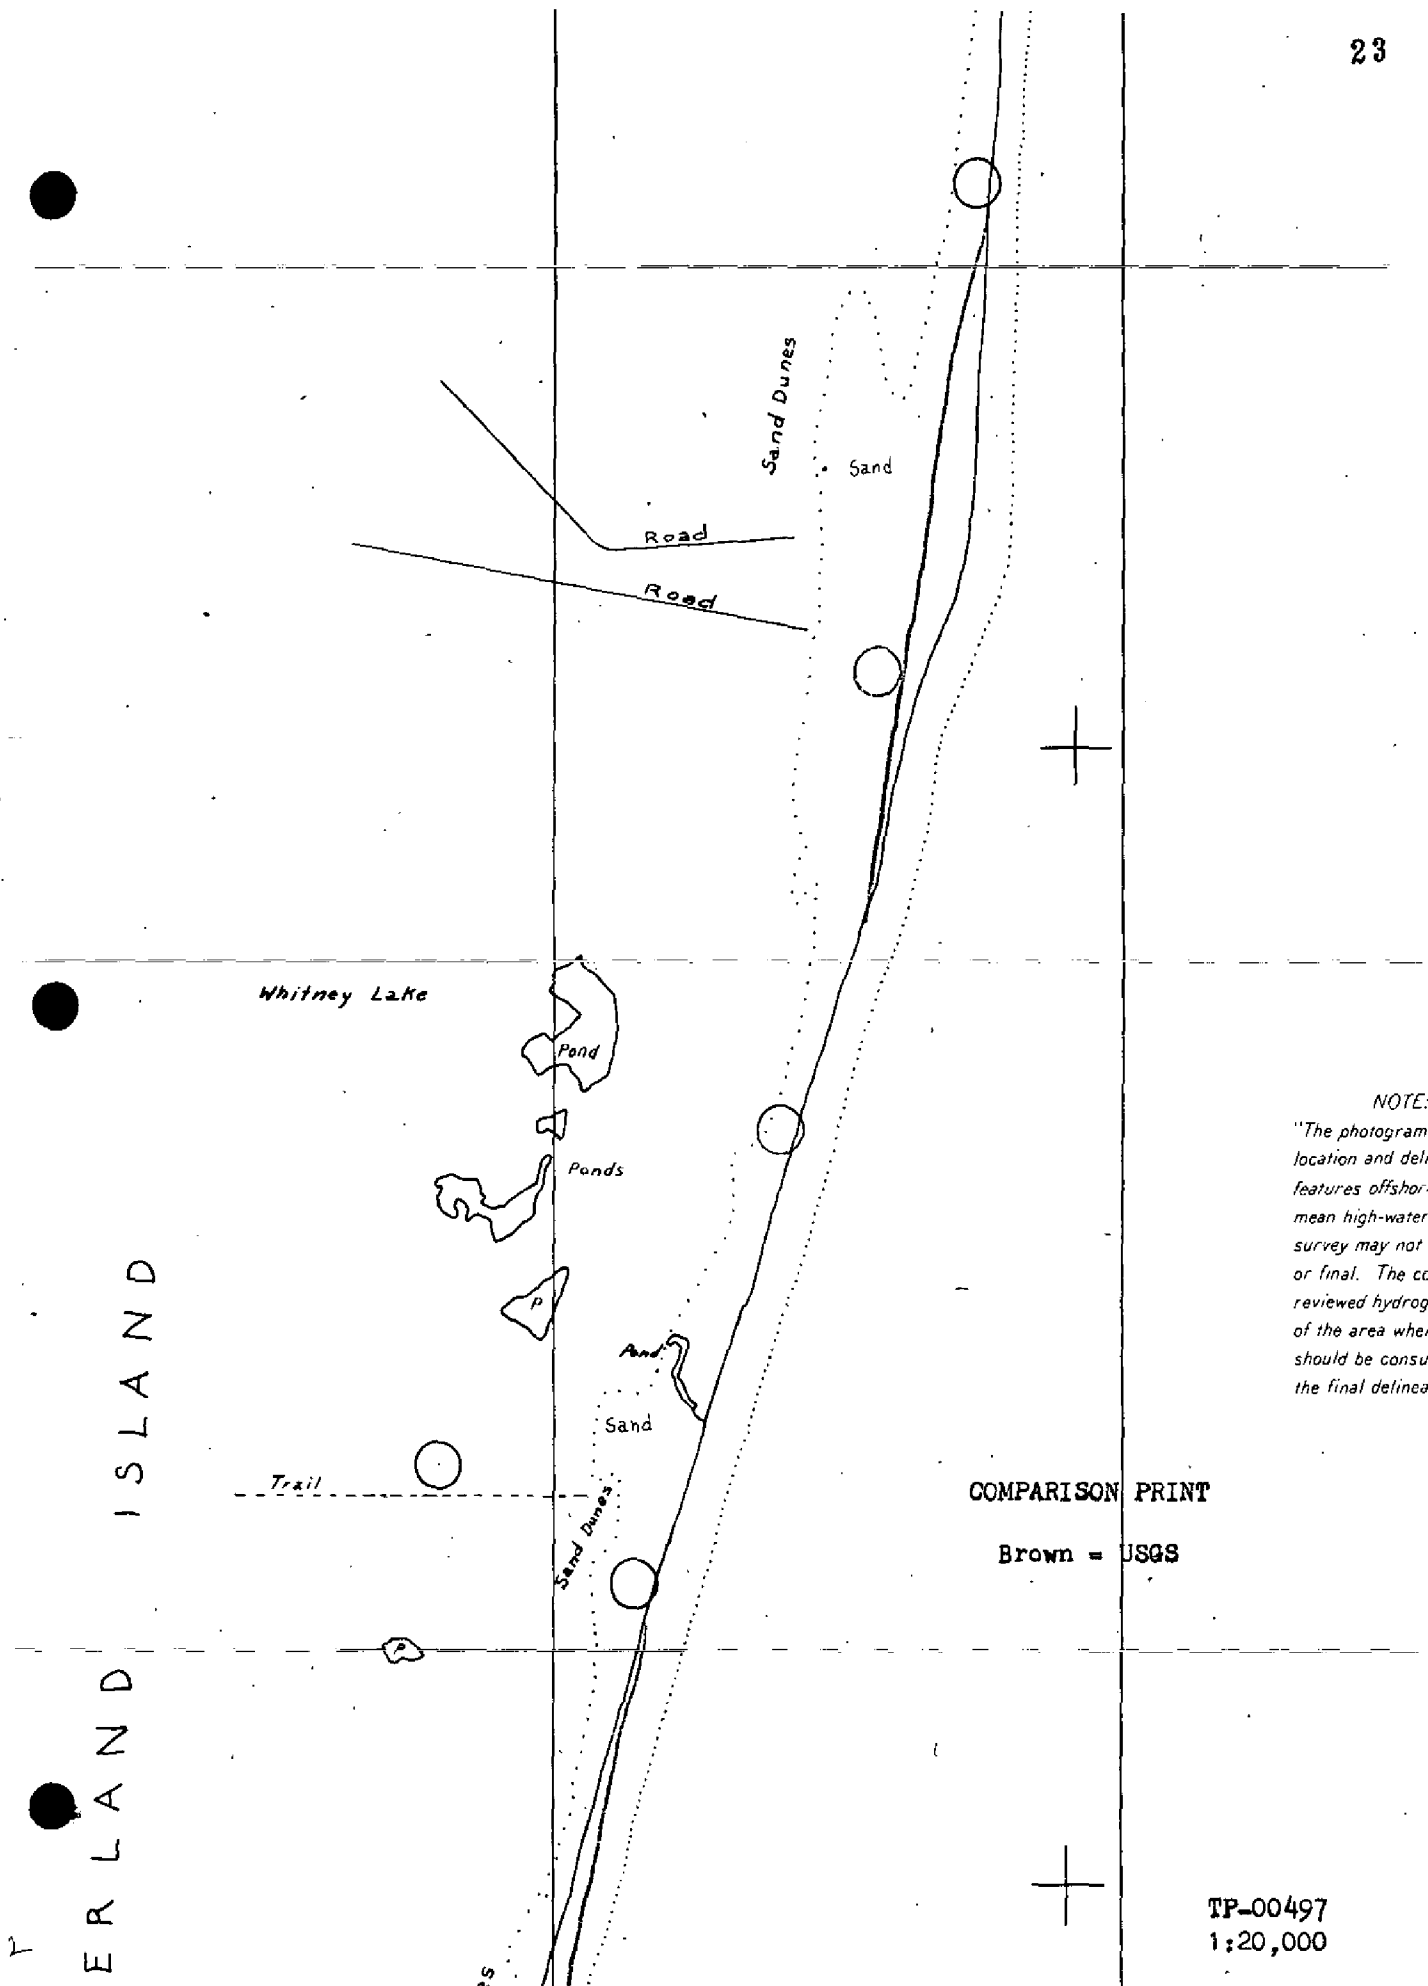 23
Sand Dunes
Sand
Road
Road
Whitney Lake
Pond
Ponds
P
Pond
Sand
Trail
Sand Dunes
P
ISLAND
ERLAND
NOTE:
"The photogram
location and deli
features offshor
mean high-water
survey may not
or final. The co
reviewed hydrog
of the area whe
should be consu
the final delinea
COMPARISON PRINT
Brown = USGS
TP-00497
1:20,000
es